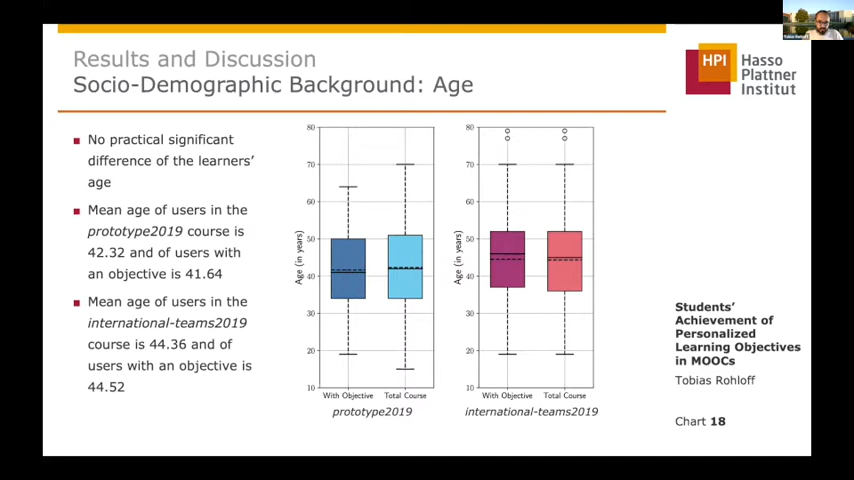 Results and Discussion
Socio-Demographic Background: Age
HPI
Hasso
Plattner
Institut
Tobias Rohloff
No practical significant
difference of the learners'
age
Mean age of users in the
prototype2019 course is
42.32 and of users with
an objective is 41.64
Mean age of users in the
international-teams2019
course is 44.36 and of
users with an objective is
44.52
Age (in years)
80
70
60
50
40
30
20
10
With Objective Total Course
prototype2019
Age (in years)
80
70
60
50
40
30
20
10
With Objective Total Course
international-teams2019
Students'
Achievement of
Personalized
Learning Objectives
in MOOCs
Tobias Rohloff
Chart 18